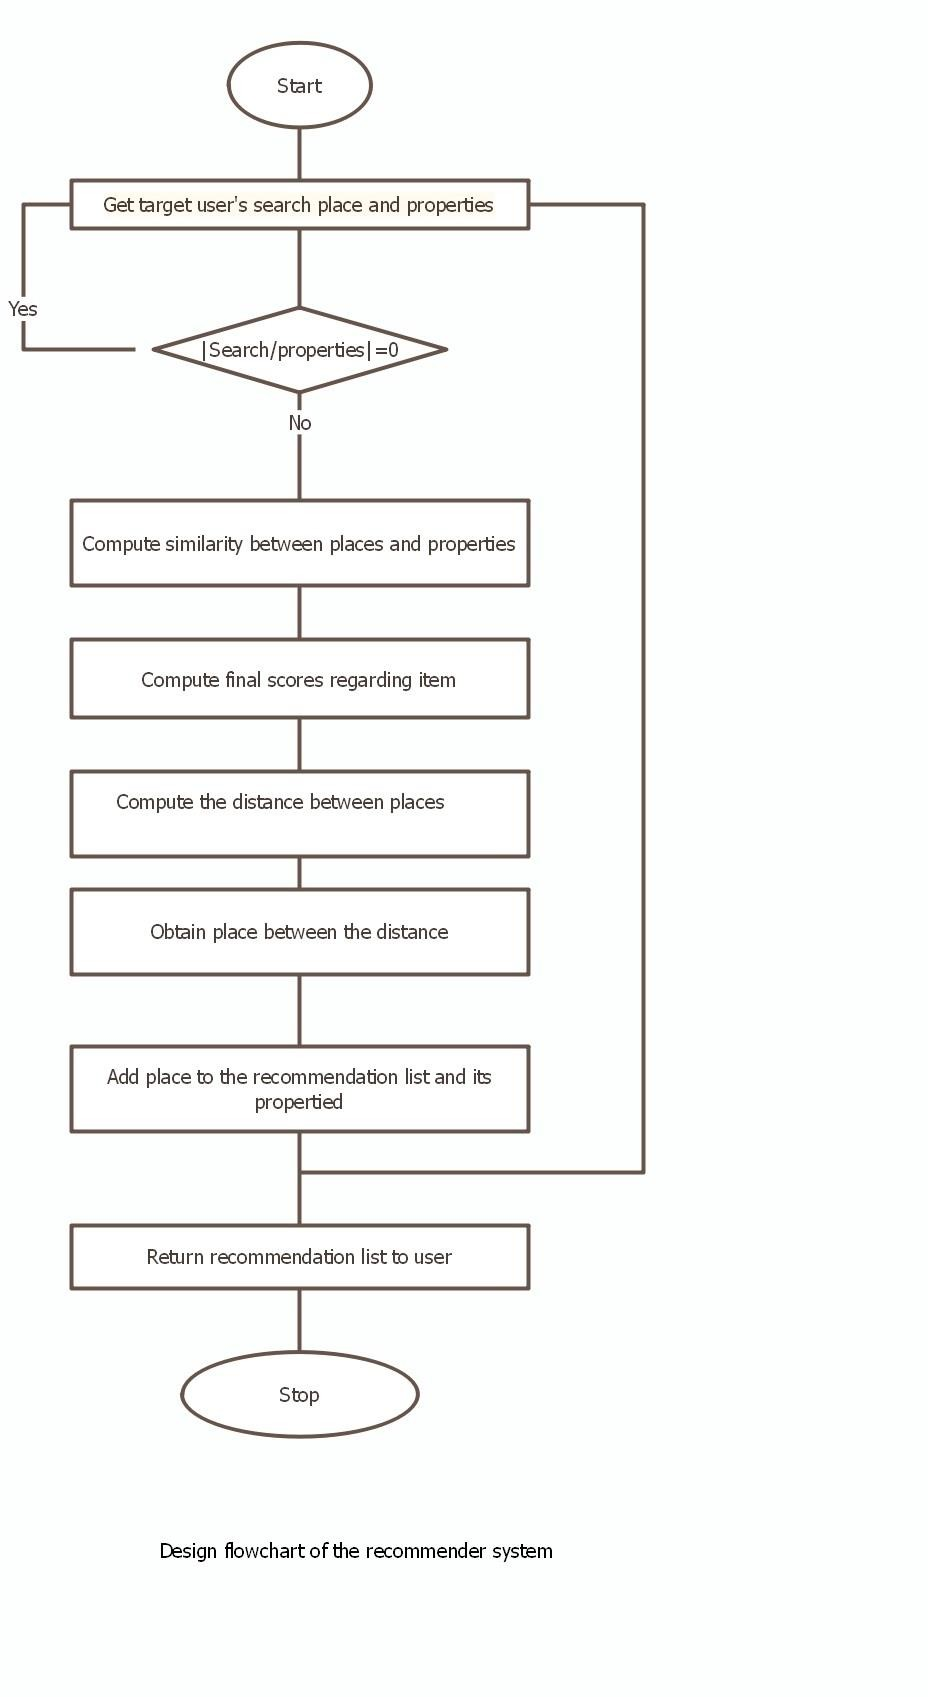 Start
Get target user's search place and properties
Yes
|Search/properties|=0
No
Compute similarity between places and properties
Compute final scores regarding item
Compute the distance between places
Obtain place between the distance
Add place to the recommendation list and its
propertied
Return recommendation list to user
Stop
Design flowchart of the recommender system